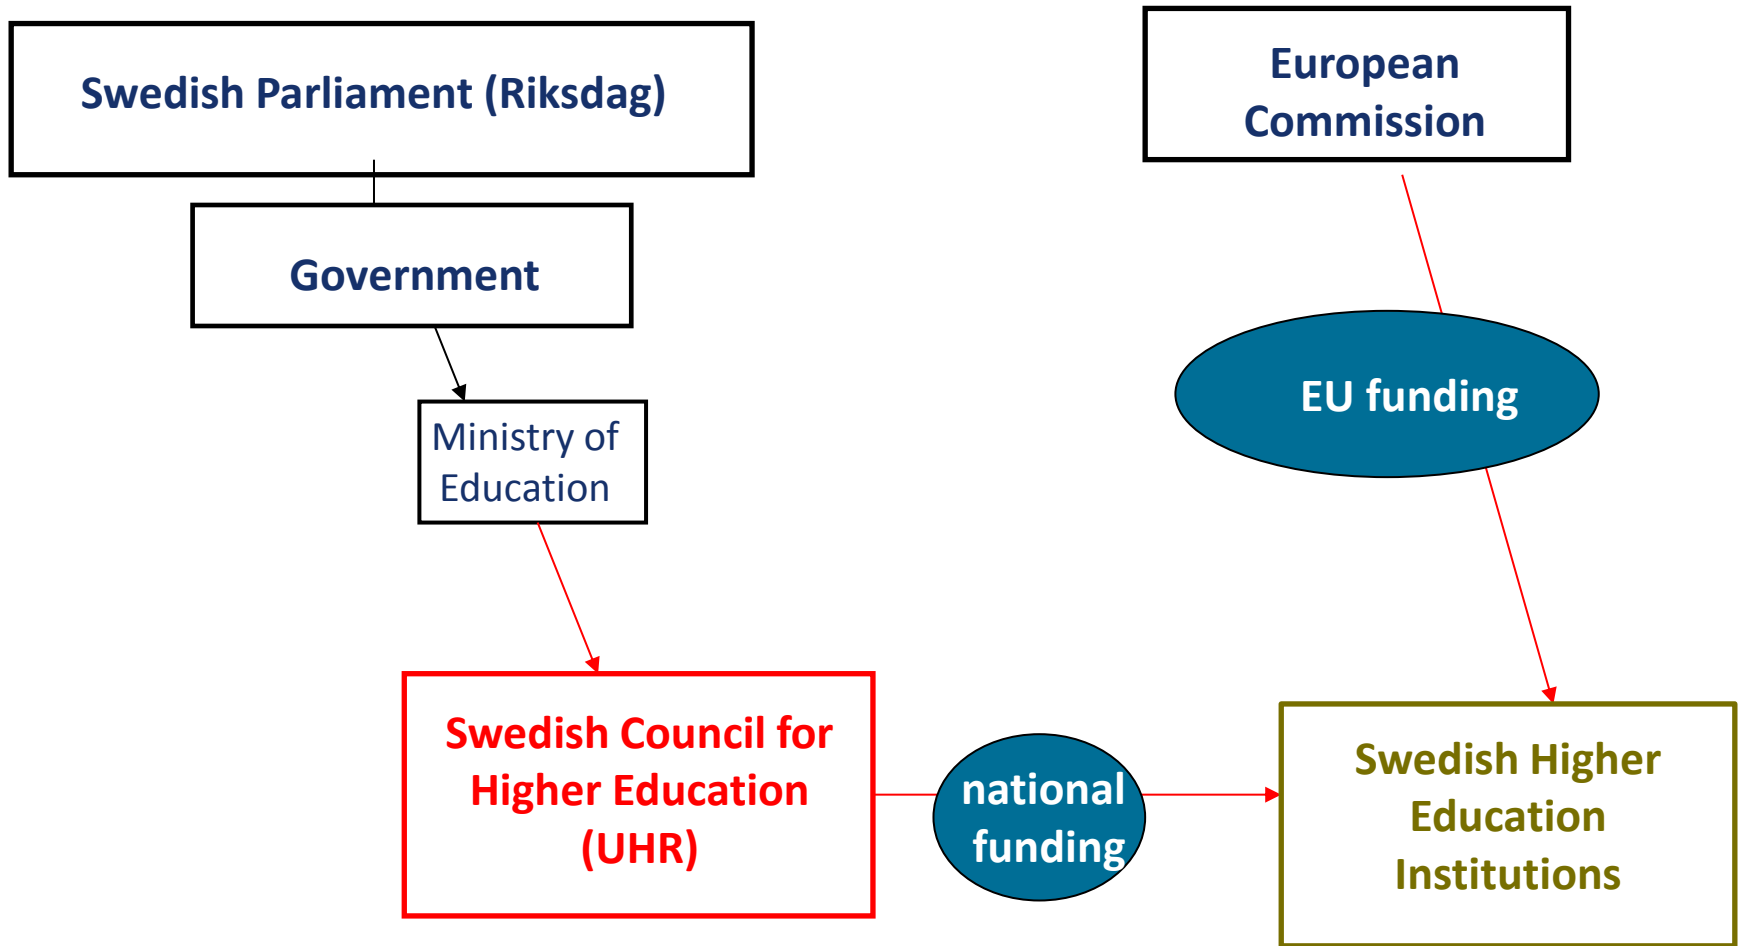 Swedish Parliament (Riksdag)
European
Commission
Government
EU funding
Ministry of
Education
Swedish Council for
Higher Education
(UHR)
national
funding
Swedish Higher
Education
Institutions